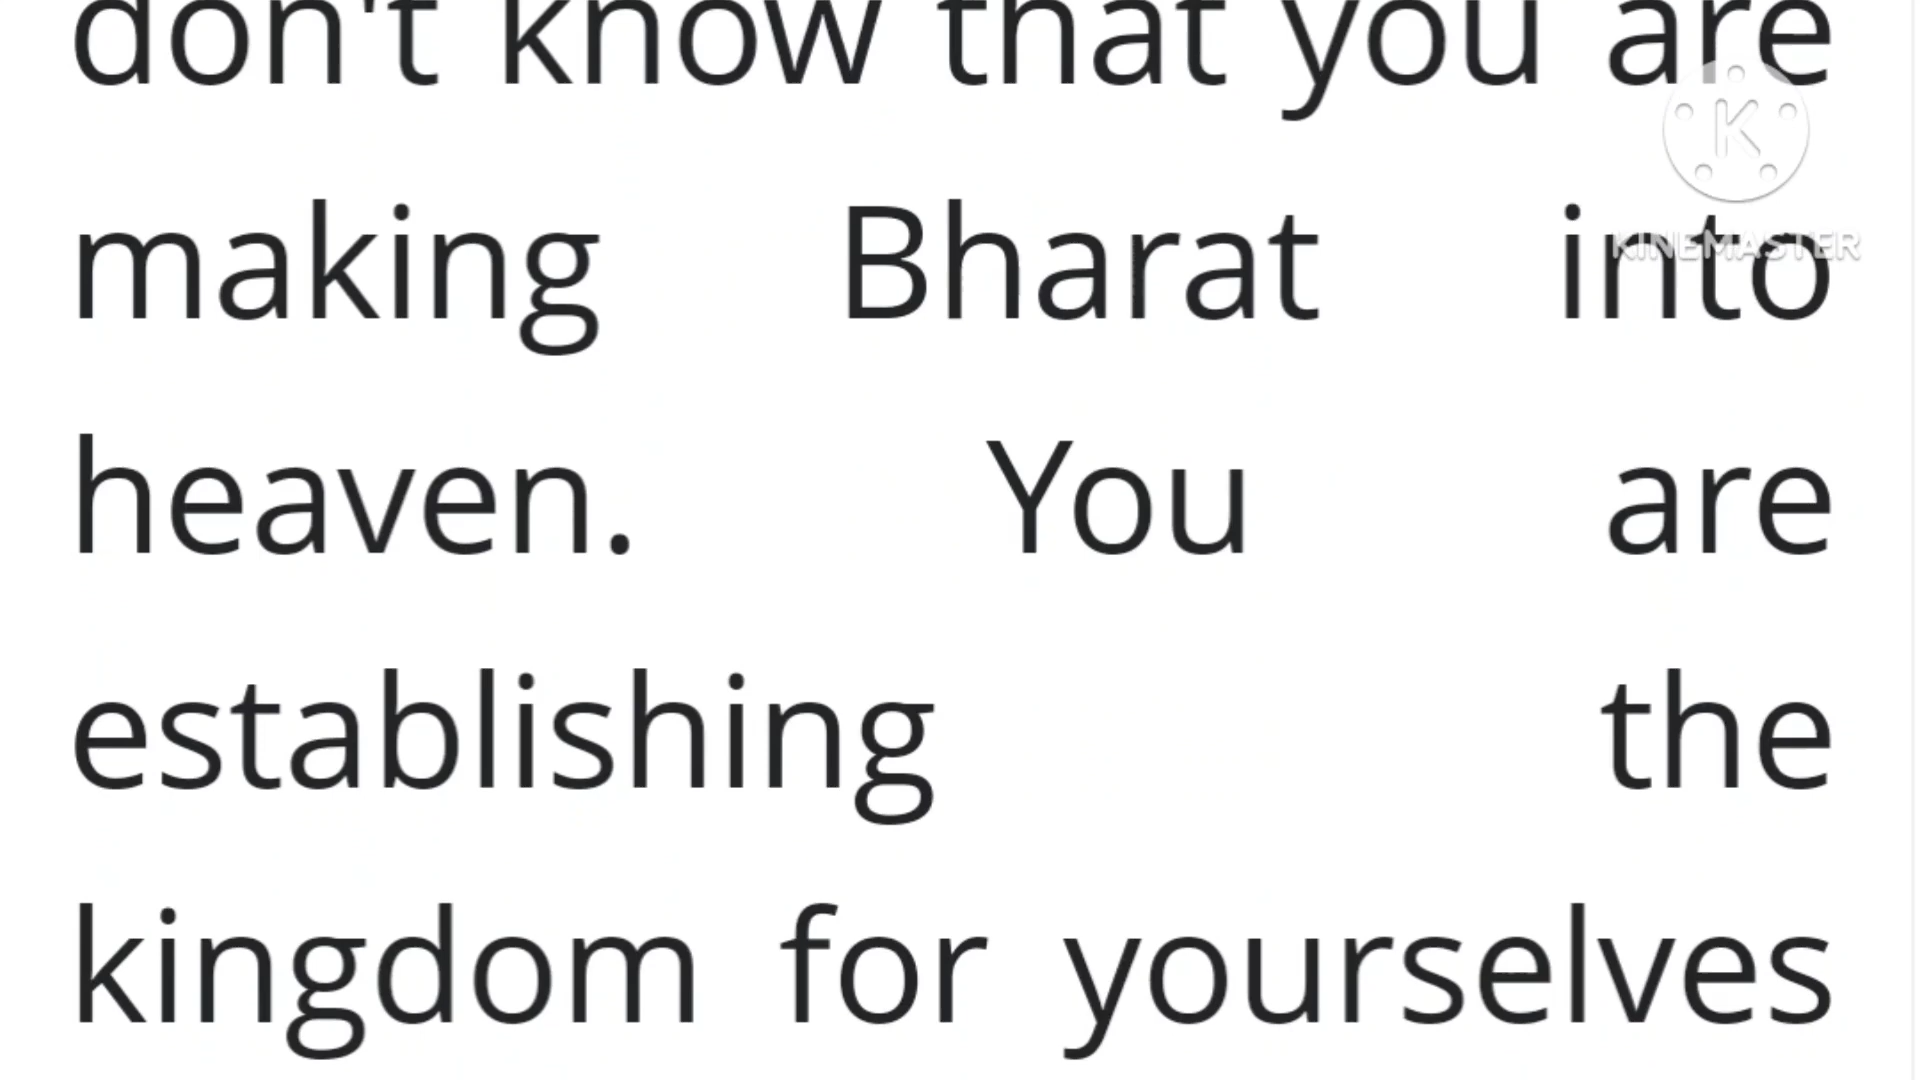 don't know that you are
making Bharat into
KINEMASTER
heaven. You are
establishing the
kingdom for yourselves